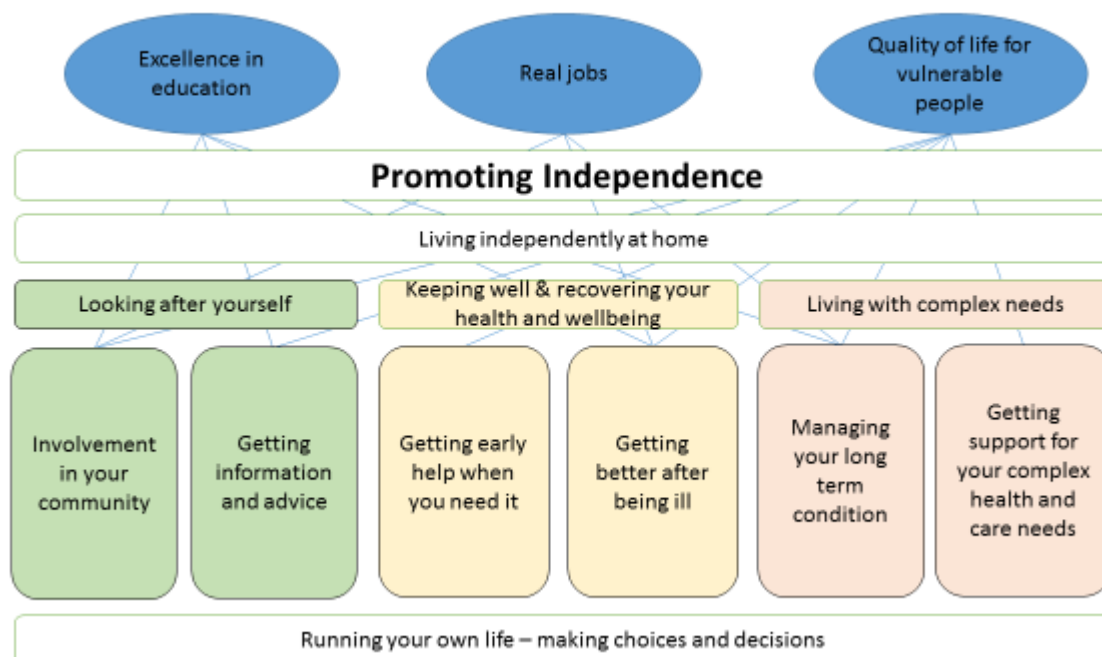 Excellence in
education
Real jobs
Quality of life for
vulnerable
people
Promoting Independence
Living independently at home
Looking after yourself
Keeping well & recovering your
health and wellbeing
Living with complex needs
Involvement
in your
community
Getting
information
and advice
Getting early
help when
you need it
Getting
better after
being ill
Managing
your long
term
condition
Getting
support for
your complex
health and
care needs
Running your own life – making choices and decisions